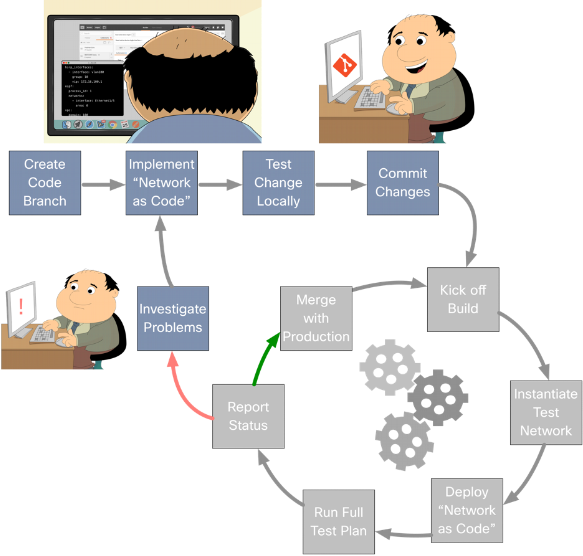 Create
Code
Branch
Implement
“Network
as Code”
Test
Change
Locally
Commit
Changes
Investigate
Problems
!
Merge
with
Production
Kick off
Build
Report
Status
Instantiate
Test
Network
Run Full
Test Plan
Deploy
“Network
as Code”